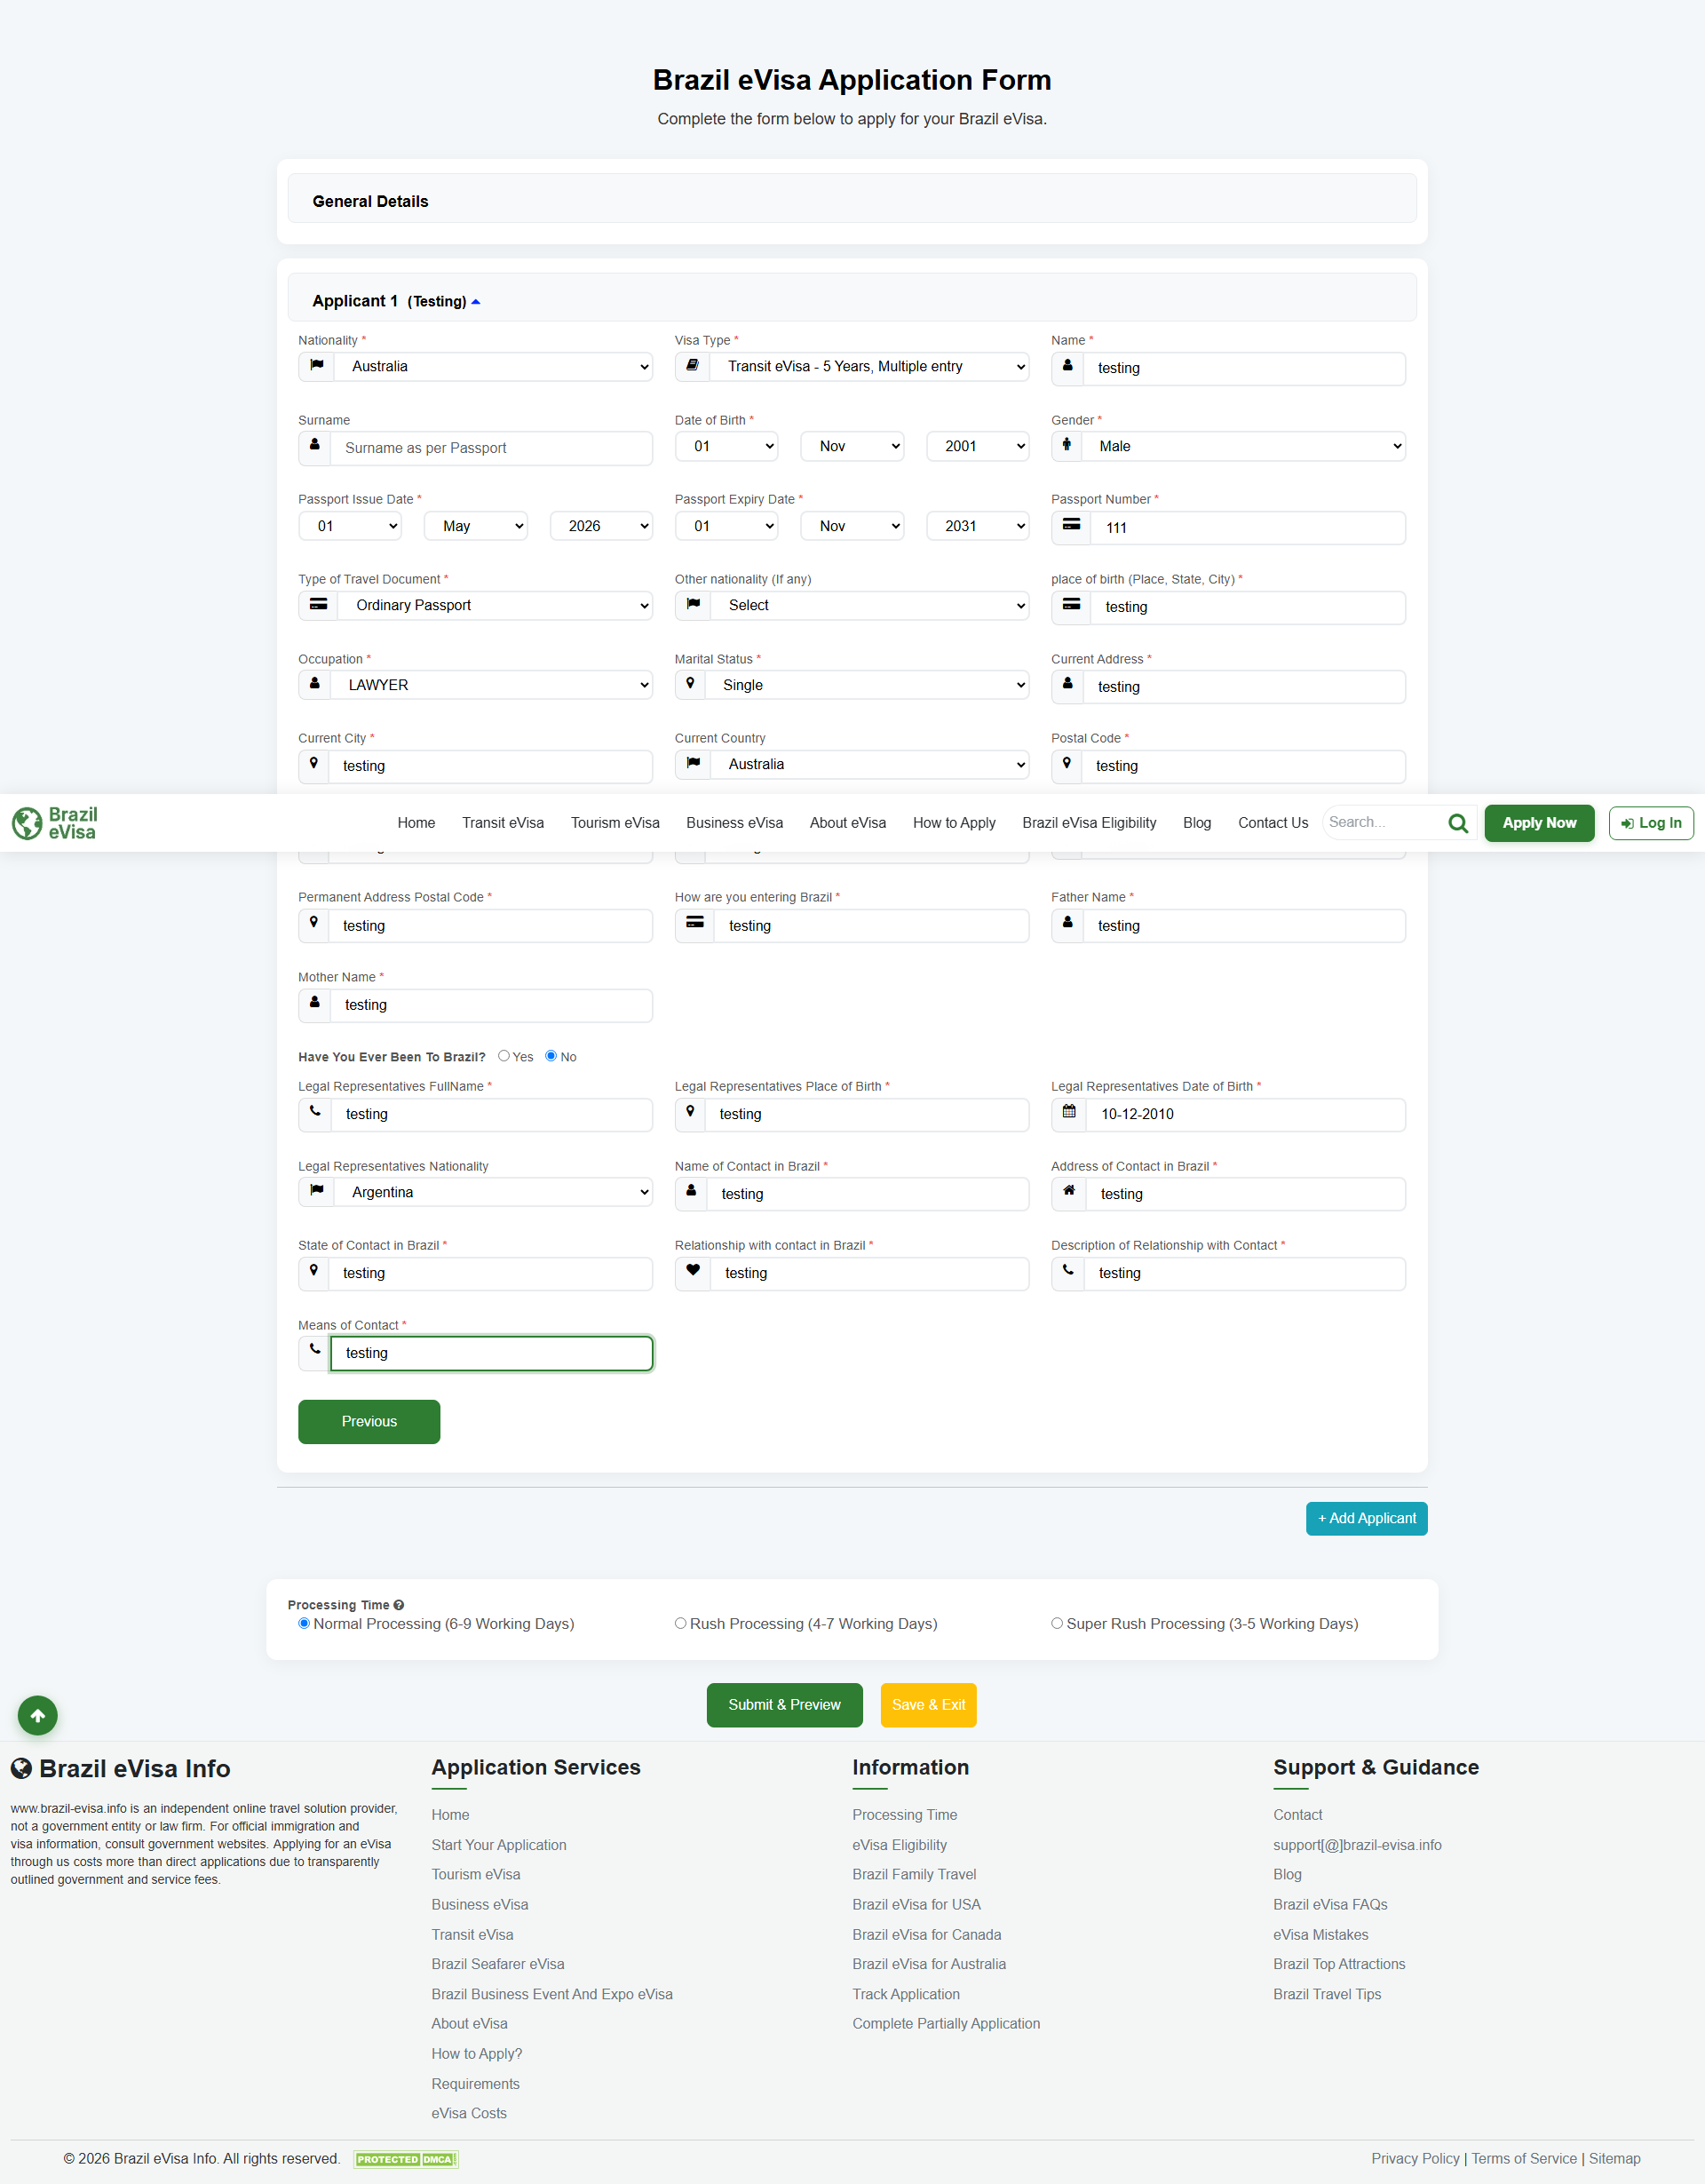 Brazil eVisa Application Form
Complete the form below to apply for your Brazil eVisa.
General Details
Applicant 1 (Testing)
Nationality * Visa Type * Name *
Australia Transit eVisa - 5 Years, Multiple entry testing
Surname Date of Birth * Gender *
Surname as per Passport 01 Nov 2001 Male
Passport Issue Date * Passport Expiry Date * Passport Number *
01 May 2026 01 Nov 2031 111
Type of Travel Document * Other nationality (If any) place of birth (Place, State, City) *
Ordinary Passport Select testing
Occupation * Marital Status * Current Address *
LAWYER Single testing
Current City * Current Country Postal Code *
testing Australia testing
Brazil
eVisa
Home Transit eVisa Tourism eVisa Business eVisa About eVisa How to Apply Brazil eVisa Eligibility Blog Contact Us Search... Apply Now Log In
Permanent Address Postal Code * How are you entering Brazil * Father Name *
testing testing testing
Mother Name *
testing
Have You Ever Been To Brazil? Yes No
Legal Representatives FullName * Legal Representatives Place of Birth * Legal Representatives Date of Birth *
testing testing 10-12-2010
Legal Representatives Nationality Name of Contact in Brazil * Address of Contact in Brazil *
Argentina testing testing
State of Contact in Brazil * Relationship with contact in Brazil * Description of Relationship with Contact *
testing testing testing
Means of Contact *
testing
Previous
+ Add Applicant
Processing Time
Normal Processing (6-9 Working Days) Rush Processing (4-7 Working Days) Super Rush Processing (3-5 Working Days)
Submit & Preview Save & Exit
Brazil eVisa Info
www.brazil-evisa.info is an independent online travel solution provider,
not a government entity or law firm. For official immigration and
visa information, consult government websites. Applying for an eVisa
through us costs more than direct applications due to transparently
outlined government and service fees.
Application Services
Home
Start Your Application
Tourism eVisa
Business eVisa
Transit eVisa
Brazil Seafarer eVisa
Brazil Business Event And Expo eVisa
About eVisa
How to Apply?
Requirements
eVisa Costs
Information
Processing Time
eVisa Eligibility
Brazil Family Travel
Brazil eVisa for USA
Brazil eVisa for Canada
Brazil eVisa for Australia
Track Application
Complete Partially Application
Support & Guidance
Contact
support[@]brazil-evisa.info
Blog
Brazil eVisa FAQs
eVisa Mistakes
Brazil Top Attractions
Brazil Travel Tips
© 2026 Brazil eVisa Info. All rights reserved. PROTECTED DMCA
Privacy Policy | Terms of Service | Sitemap